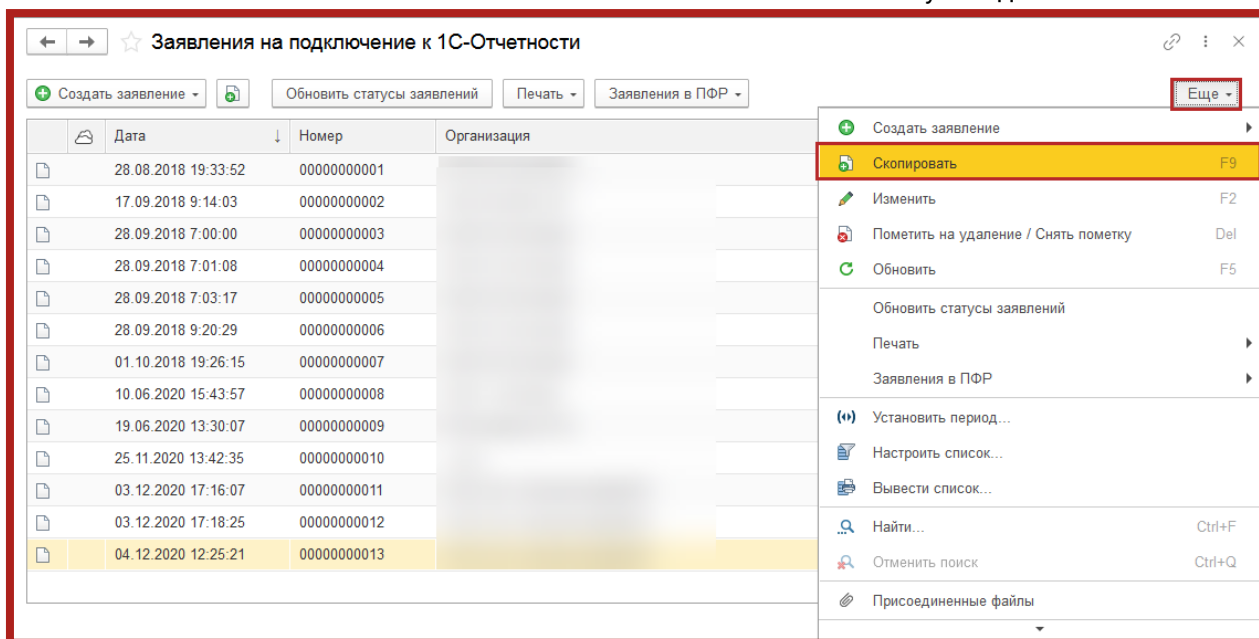 Заявления на подключение к 1С-Отчетности
Создать заявление
Обновить статусы заявлений
Печать
Заявления в ПФР
Еще
Дата ↓ Номер Организация
28.08.2018 19:33:52 00000000001
17.09.2018 9:14:03 00000000002
28.09.2018 7:00:00 00000000003
28.09.2018 7:01:08 00000000004
28.09.2018 7:03:17 00000000005
28.09.2018 9:20:29 00000000006
01.10.2018 19:26:15 00000000007
10.06.2020 15:43:57 00000000008
19.06.2020 13:30:07 00000000009
25.11.2020 13:42:35 00000000010
03.12.2020 17:16:07 00000000011
03.12.2020 17:18:25 00000000012
04.12.2020 12:25:21 00000000013
Создать заявление
Скопировать F9
Изменить F2
Пометить на удаление / Снять пометку Del
Обновить F5
Обновить статусы заявлений
Печать
Заявления в ПФР
Установить период...
Настроить список...
Вывести список...
Найти... Ctrl+F
Отменить поиск Ctrl+Q
Присоединенные файлы